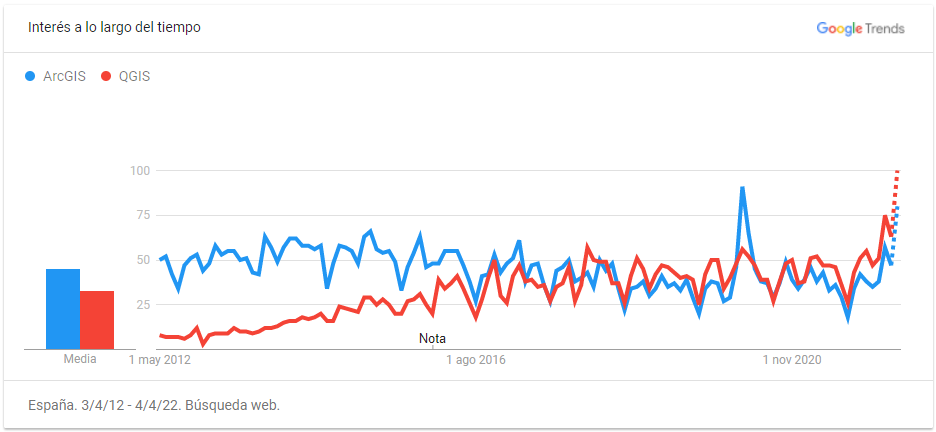 Interés a lo largo del tiempo
Google Trends
ArcGIS QGIS
100
75
50
25
Nota
Media
1 may 2012 1 ago 2016 1 nov 2020
España. 3/4/12 - 4/4/22. Búsqueda web.